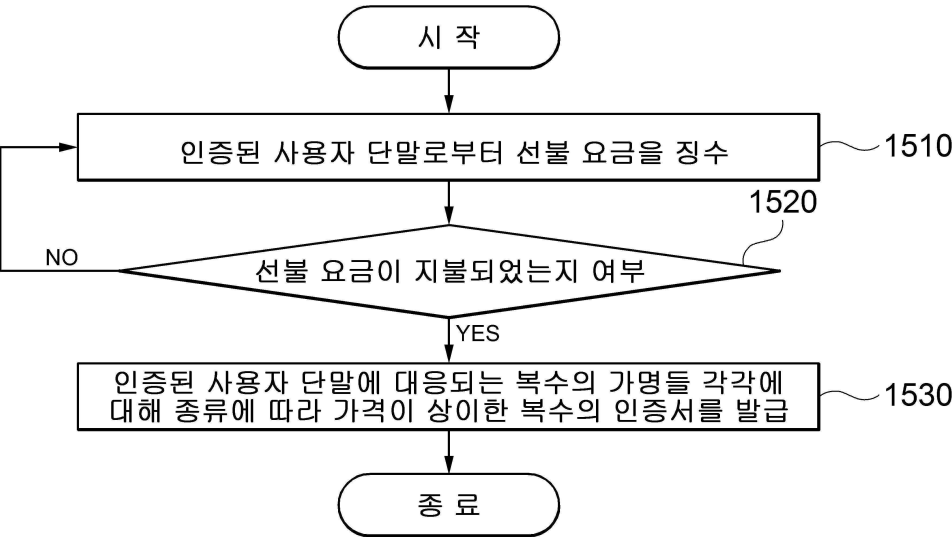 시 작
인증된 사용자 단말로부터 선불 요금을 징수
1510
1520
선불 요금이 지불되었는지 여부
NO
YES
인증된 사용자 단말에 대응되는 복수의 가명들 각각에
대해 종류에 따라 가격이 상이한 복수의 인증서를 발급
1530
종 료